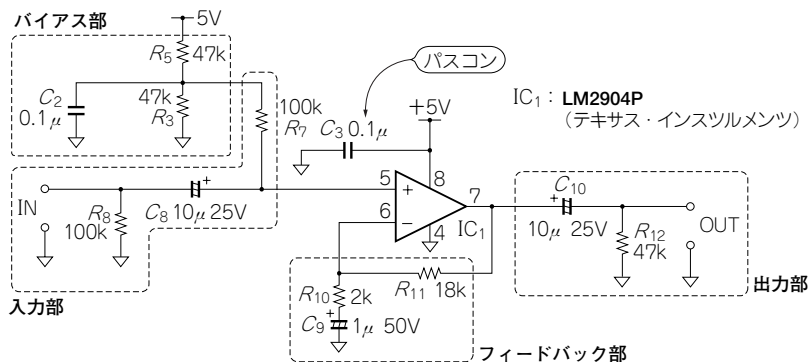 バイアス部
5V
R5 47k
C2
0.1μ
47k
R3
100k
R7
パスコン
C3 0.1μ
+5V
IC1：LM2904P
（テキサス・インスツルメンツ）
IN
R8
100k
C8 10μ 25V
+
5
+
6
−
8
4
7
IC1
C10
+
10μ 25V
R12
47k
OUT
入力部
出力部
R10
2k
R11 18k
C9
+
1μ 50V
フィードバック部